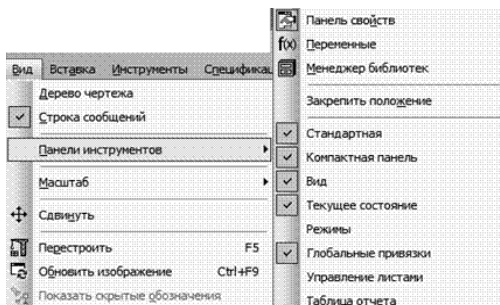 Вид Вставка Инструменты Спецификац
Дерево чертежа
Строка сообщений
Панели инструментов
Масштаб
Сдвинуть
Перестроить F5
Обновить изображение Ctrl+F9
Показать скрытые обозначения
Панель свойств
f(x) Переменные
Менеджер библиотек
Закрепить положение
Стандартная
Компактная панель
Вид
Текущее состояние
Режимы
Глобальные привязки
Управление листами
Таблица отчета